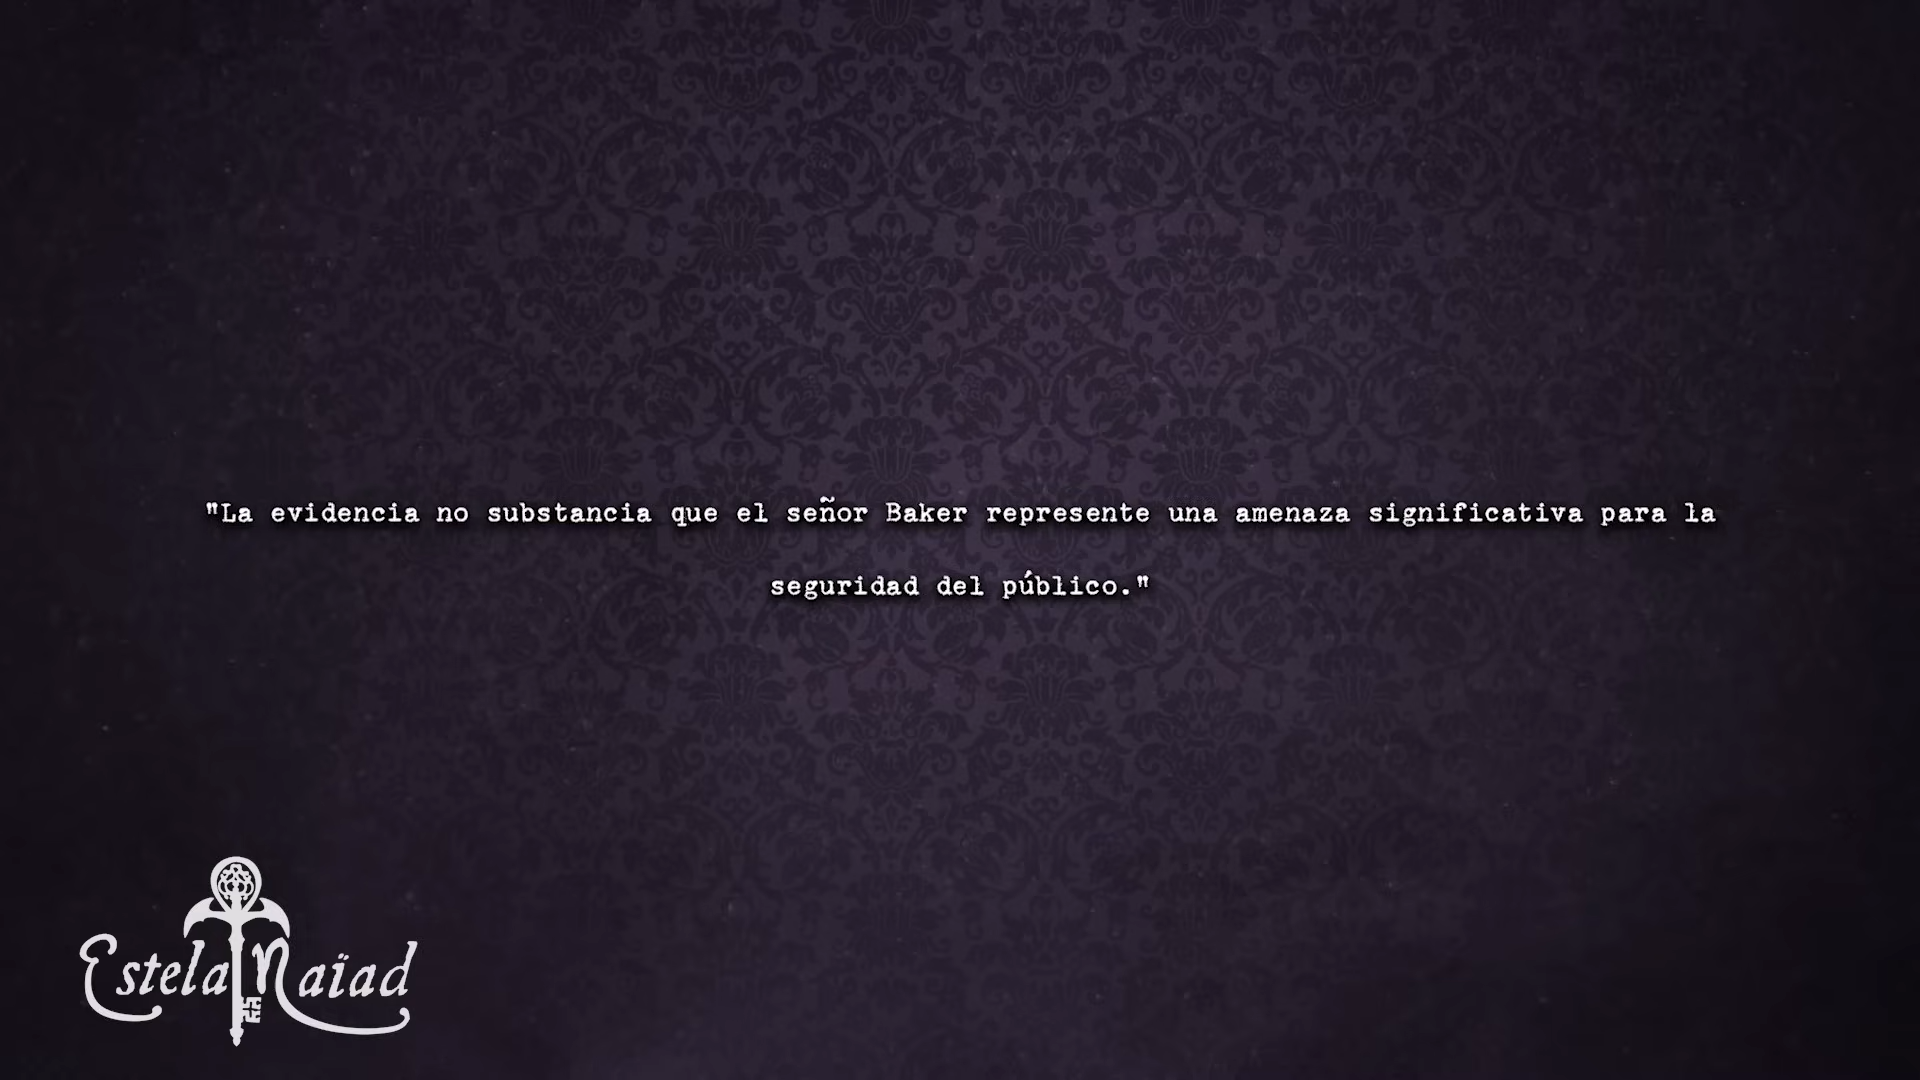 "La evidencia no substancia que el señor Baker represente una amenaza significativa para la
seguridad del público."
Estela Naïad